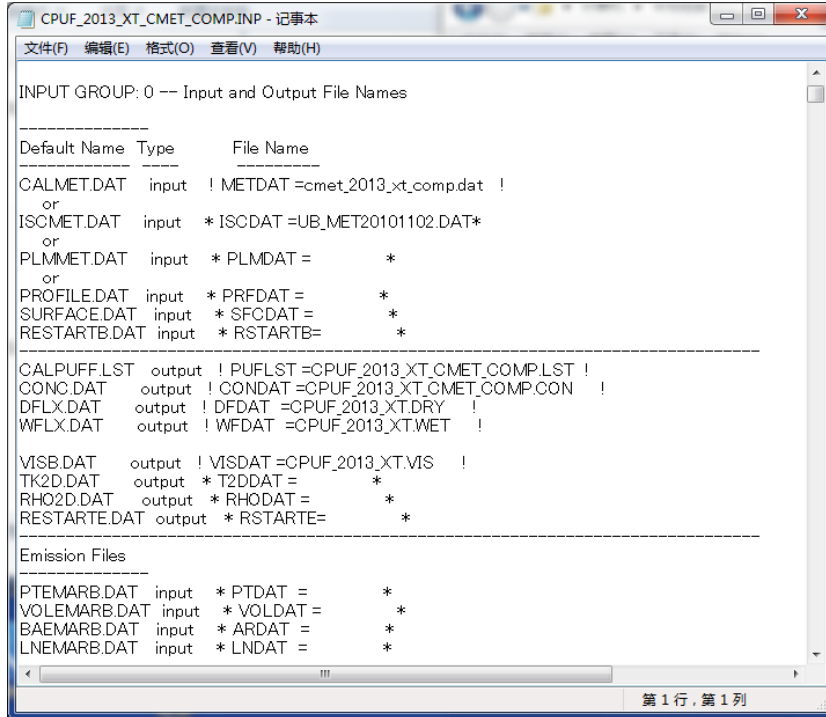 CPUF_2013_XT_CMET_COMP.INP - 记事本
文件(F) 编辑(E) 格式(O) 查看(V) 帮助(H)
INPUT GROUP: 0 -- Input and Output File Names
--------------
Default Name Type File Name
------------ ---- ---------
CALMET.DAT input ! METDAT =cmet_2013_xt_comp.dat !
or
ISCMET.DAT input * ISCDAT =UB_MET20101102.DAT*
or
PLMMET.DAT input * PLMDAT = *
or
PROFILE.DAT input * PRFDAT = *
SURFACE.DAT input * SFCDAT = *
RESTARTB.DAT input * RSTARTB= *
--------------------------------------------------------------------------------
CALPUFF.LST output ! PUFLST =CPUF_2013_XT_CMET_COMP.LST !
CONC.DAT output ! CONDAT =CPUF_2013_XT_CMET_COMP.CON !
DFLX.DAT output ! DFDAT =CPUF_2013_XT.DRY !
WFLX.DAT output ! WFDAT =CPUF_2013_XT.WET !
VISB.DAT output ! VISDAT =CPUF_2013_XT.VIS !
TK2D.DAT output * T2DDAT = *
RHO2D.DAT output * RHODAT = *
RESTARTE.DAT output * RSTARTE= *
--------------------------------------------------------------------------------
Emission Files
--------------
PTEMARB.DAT input * PTDAT = *
VOLEMARB.DAT input * VOLDAT = *
BAEMARB.DAT input * ARDAT = *
LNEMARB.DAT input * LNDAT = *
第 1 行，第 1 列